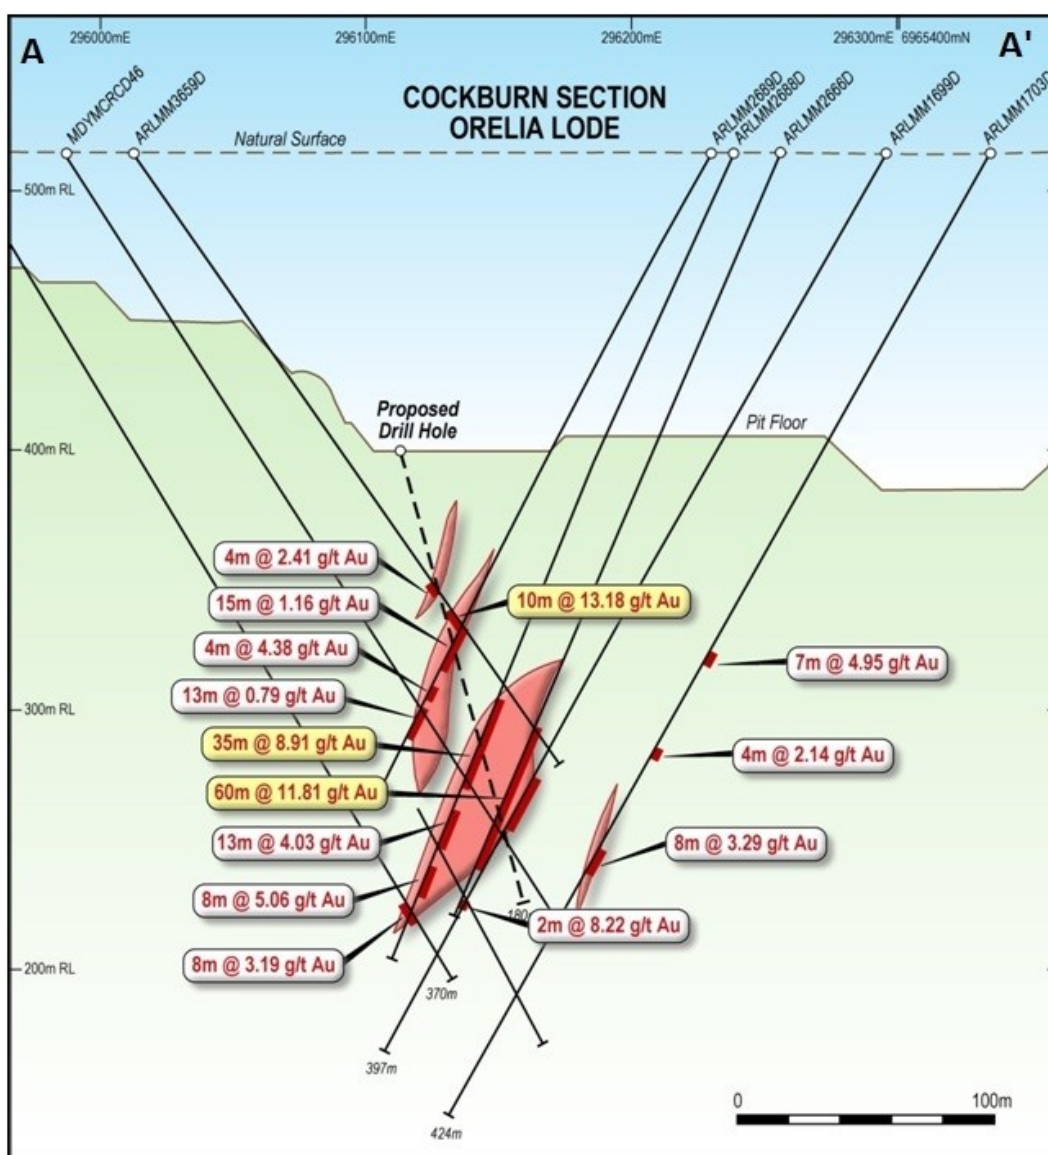 296000mE
296100mE
296200mE
296300mE 6965400mN
A
A'
MDYMCRCD46
ARLMM3659D
COCKBURN SECTION
ORELIA LODE
ARLMM2689D
ARLMM2688D
ARLMM2666D
ARLMM1699D
ARLMM1703D
Natural Surface
500m RL
Proposed
Drill Hole
Pit Floor
400m RL
4m @ 2.41 g/t Au
15m @ 1.16 g/t Au
10m @ 13.18 g/t Au
4m @ 4.38 g/t Au
7m @ 4.95 g/t Au
13m @ 0.79 g/t Au
300m RL
35m @ 8.91 g/t Au
4m @ 2.14 g/t Au
60m @ 11.81 g/t Au
13m @ 4.03 g/t Au
8m @ 3.29 g/t Au
8m @ 5.06 g/t Au
180
2m @ 8.22 g/t Au
8m @ 3.19 g/t Au
200m RL
370m
397m
0
100m
424m